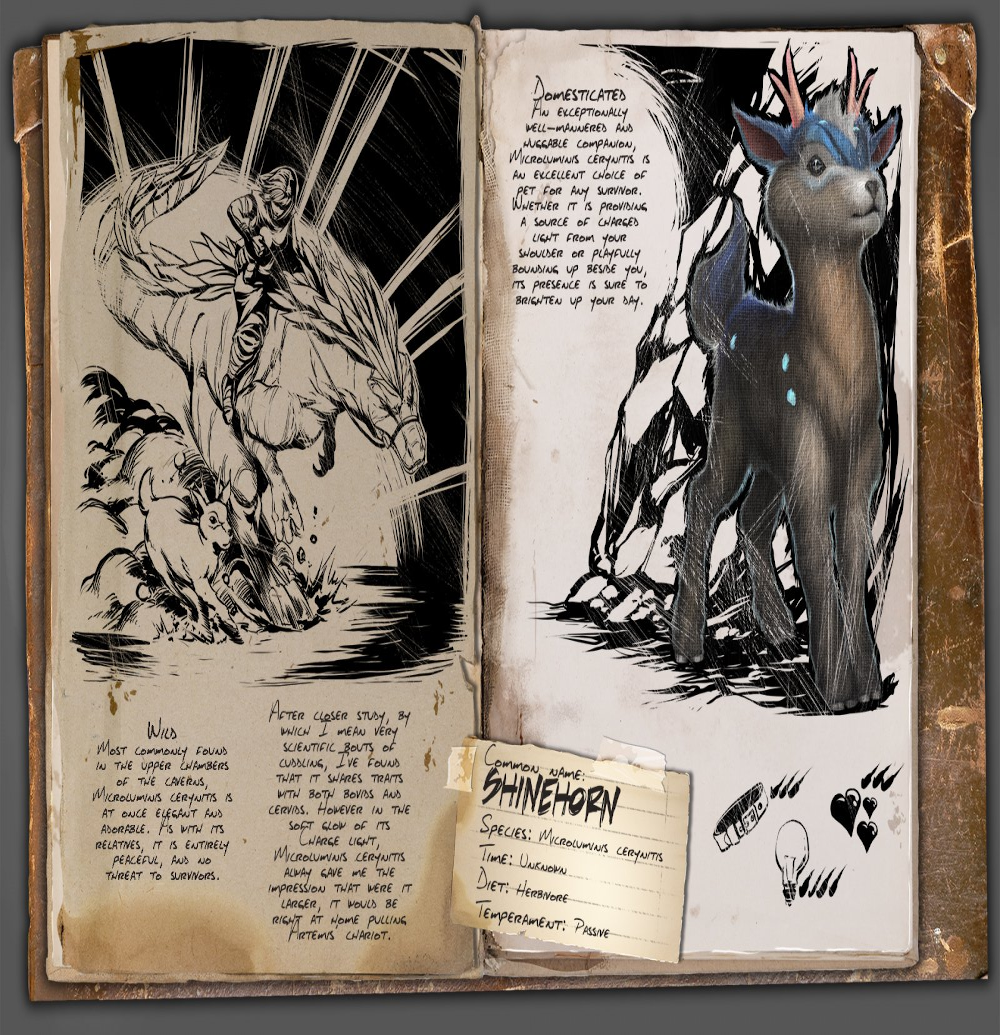 Wild
Most commonly found
in the upper chambers
of the caverns,
Microluminis cerynitis is
at once elegant and
adorable. As with its
relatives, it is entirely
peaceful, and no
threat to survivors.
After closer study, by
which I mean very
scientific bouts of
cuddling, I've found
that it shares traits
with both bovids and
cervids. However in the
soft glow of its
Charge light,
Microluminis cerynitis
alway gave me the
impression that were it
larger, it would be
right at home pulling
Artemis chariot.
Domesticated
An exceptionally
well-mannered and
huggable companion,
Microluminis cerynitis is
an excellent choice of
pet for any survivor.
Whether it is providing
a source of charged
light from your
shoulder or playfully
bounding up beside you,
its presence is sure to
brighten up your day.
Common name:
SHINEHORN
Species: Microluminis cerynitis
Time: Unknown
Diet: Herbivore
Temperament: Passive